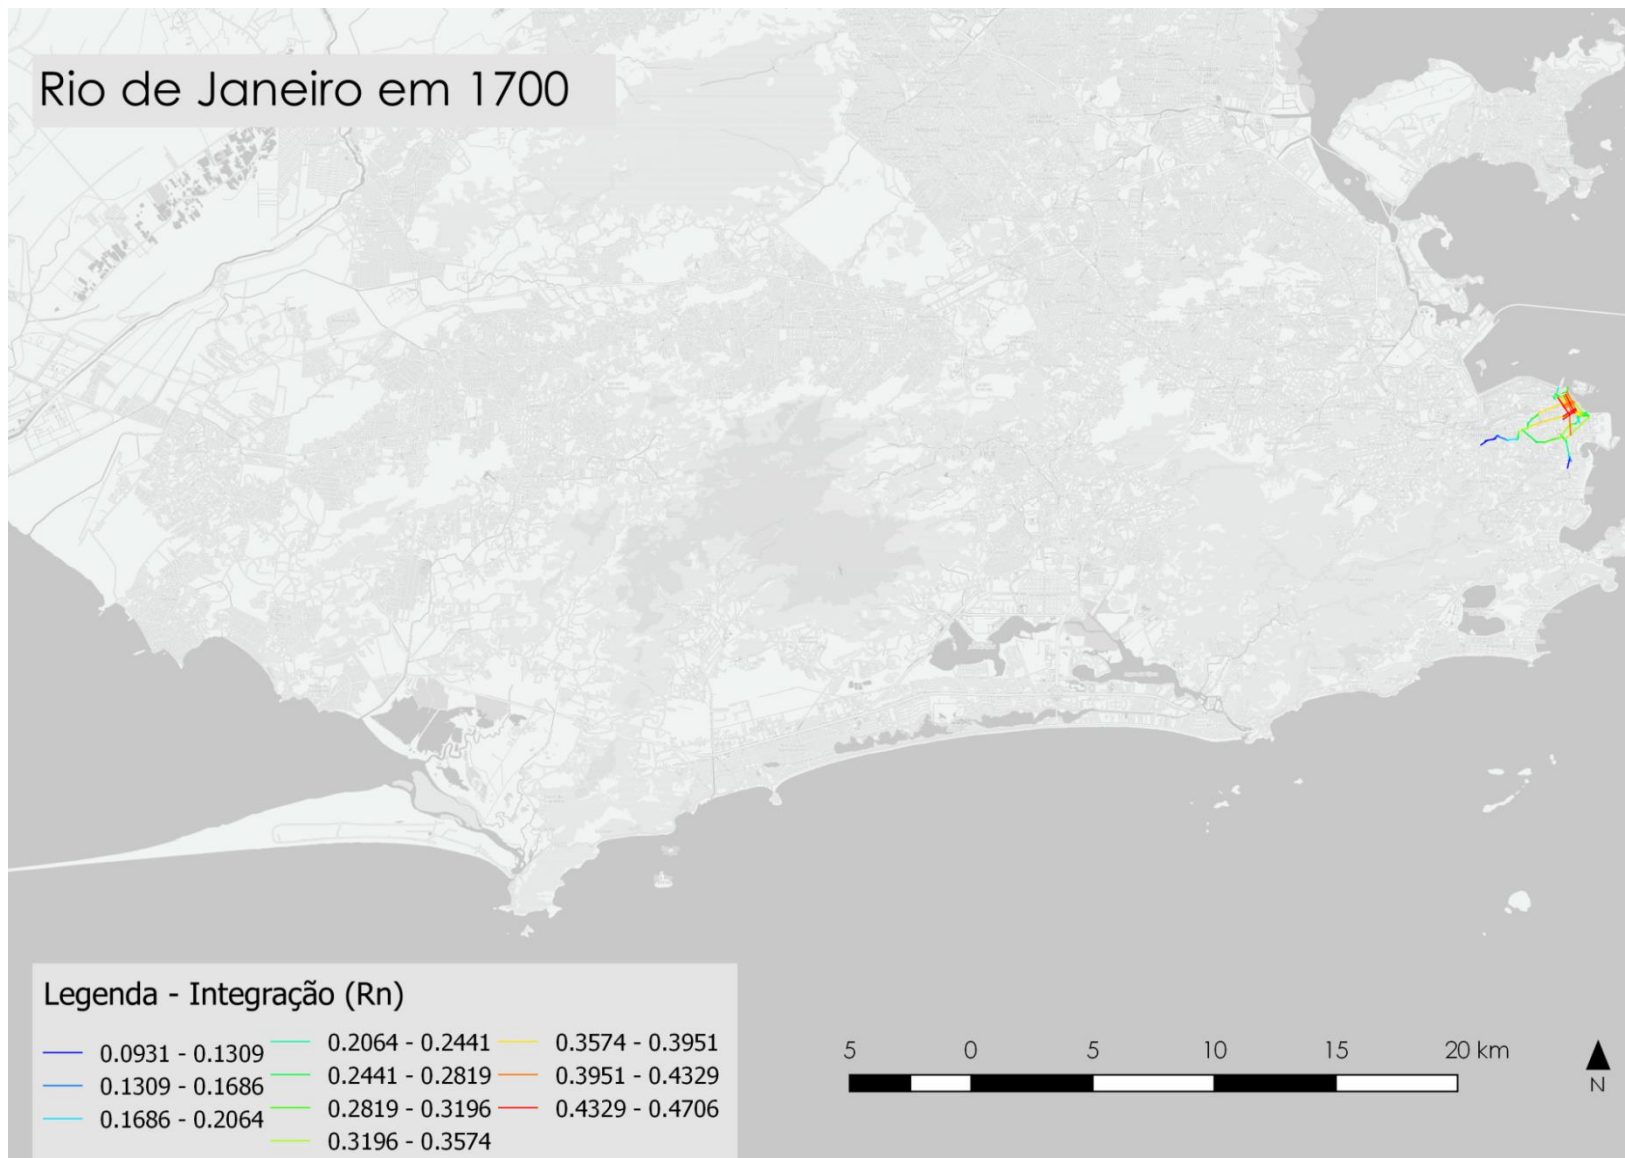 Rio de Janeiro em 1700
Legenda - Integração (Rn)
0.0931 - 0.1309
0.1309 - 0.1686
0.1686 - 0.2064
0.2064 - 0.2441
0.2441 - 0.2819
0.2819 - 0.3196
0.3196 - 0.3574
0.3574 - 0.3951
0.3951 - 0.4329
0.4329 - 0.4706
5 0 5 10 15 20 km
N